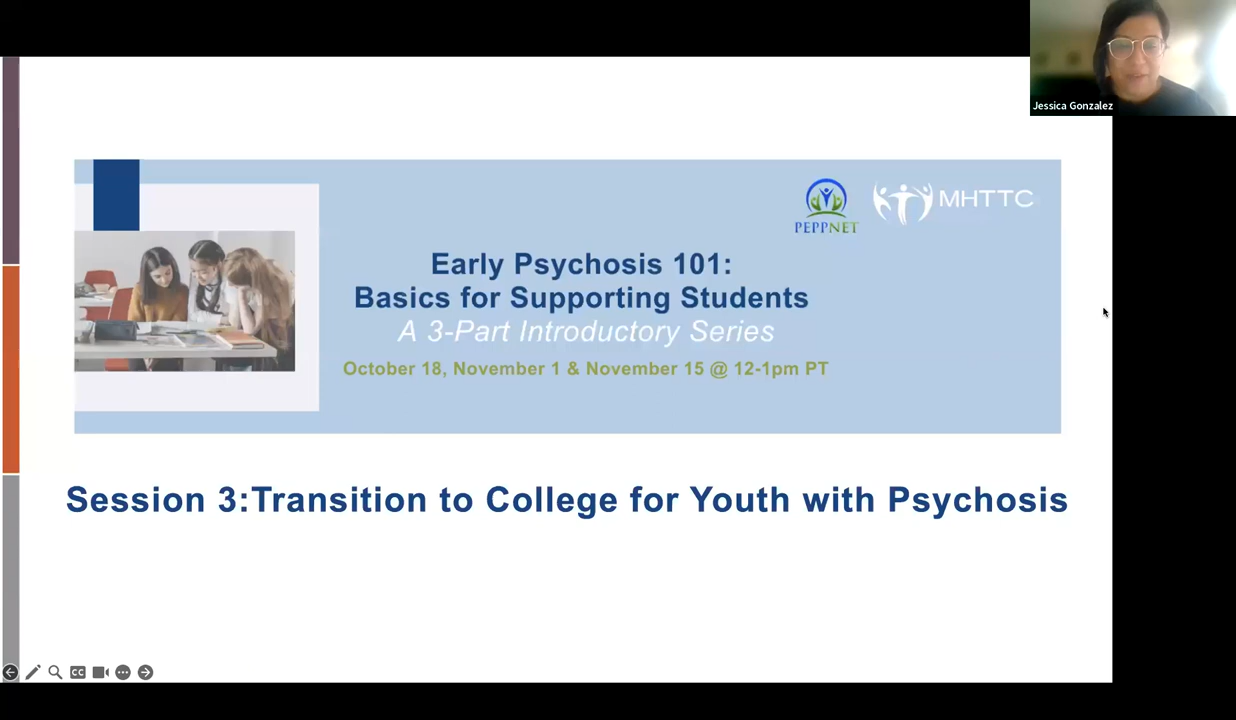 Jessica Gonzalez
PEPPNET
MHTTC
Early Psychosis 101:
Basics for Supporting Students
A 3-Part Introductory Series
October 18, November 1 & November 15 @ 12-1pm PT
Session 3:Transition to College for Youth with Psychosis
CC